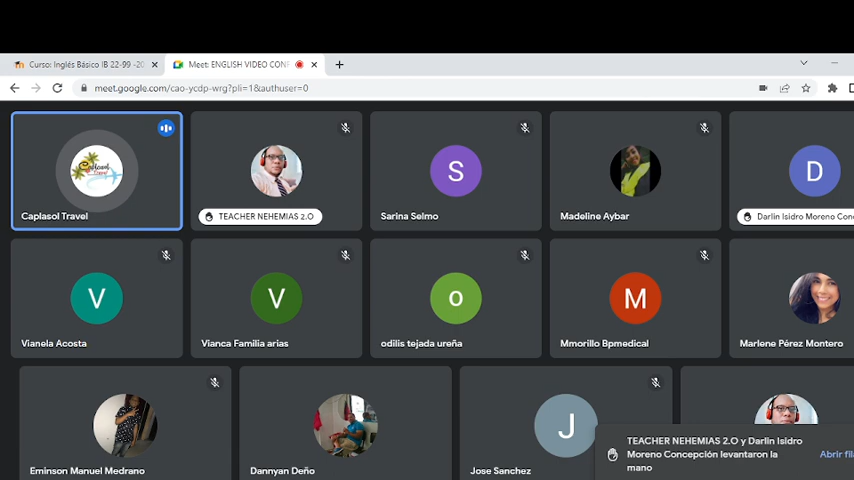 Curso: Inglés Básico IB 22-99 -20
Meet: ENGLISH VIDEO CONF
meet.google.com/cao-ycdp-wrg?pli=1&authuser=0
Caplasol Travel
TEACHER NEHEMIAS 2.O
S
Sarina Selmo
Madeline Aybar
D
Darlin Isidro Moreno Conc
V
Vianela Acosta
V
Vianca Familia arias
o
odilis tejada ureña
M
Mmorillo Bpmedical
Marlene Pérez Montero
Eminson Manuel Medrano
Dannyan Deño
J
Jose Sanchez
TEACHER NEHEMIAS 2.O y Darlin Isidro
Moreno Concepción levantaron la
mano
Abrir fil